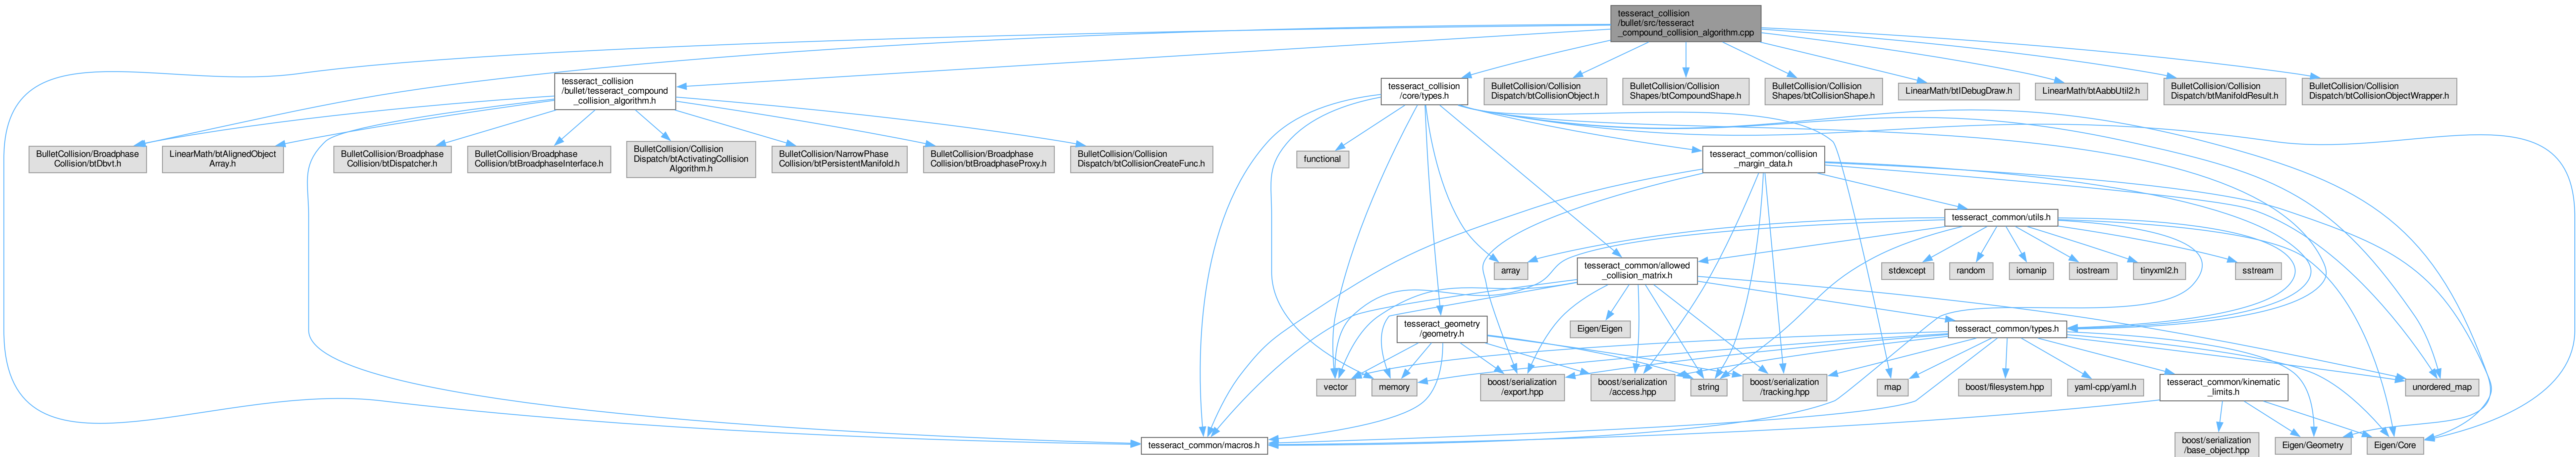 tesseract_collision
/bullet/src/tesseract
_compound_collision_algorithm.cpp
tesseract_collision
/bullet/tesseract_compound
_collision_algorithm.h
tesseract_collision
/core/types.h
BulletCollision/Collision
Dispatch/btCollisionObject.h
BulletCollision/Collision
Shapes/btCompoundShape.h
BulletCollision/Collision
Shapes/btCollisionShape.h
LinearMath/btIDebugDraw.h
LinearMath/btAabbUtil2.h
BulletCollision/Collision
Dispatch/btManifoldResult.h
BulletCollision/Collision
Dispatch/btCollisionObjectWrapper.h
BulletCollision/Broadphase
Collision/btDbvt.h
LinearMath/btAlignedObject
Array.h
BulletCollision/Broadphase
Collision/btDispatcher.h
BulletCollision/Broadphase
Collision/btBroadphaseInterface.h
BulletCollision/Collision
Dispatch/btActivatingCollision
Algorithm.h
BulletCollision/NarrowPhase
Collision/btPersistentManifold.h
BulletCollision/Broadphase
Collision/btBroadphaseProxy.h
BulletCollision/Collision
Dispatch/btCollisionCreateFunc.h
functional
tesseract_common/collision
_margin_data.h
tesseract_common/utils.h
array
tesseract_common/allowed
_collision_matrix.h
stdexcept
random
iomanip
iostream
tinyxml2.h
sstream
tesseract_geometry
/geometry.h
Eigen/Eigen
tesseract_common/types.h
vector
memory
boost/serialization
/export.hpp
boost/serialization
/access.hpp
string
boost/serialization
/tracking.hpp
map
boost/filesystem.hpp
yaml-cpp/yaml.h
tesseract_common/kinematic
_limits.h
unordered_map
tesseract_common/macros.h
boost/serialization
/base_object.hpp
Eigen/Geometry
Eigen/Core